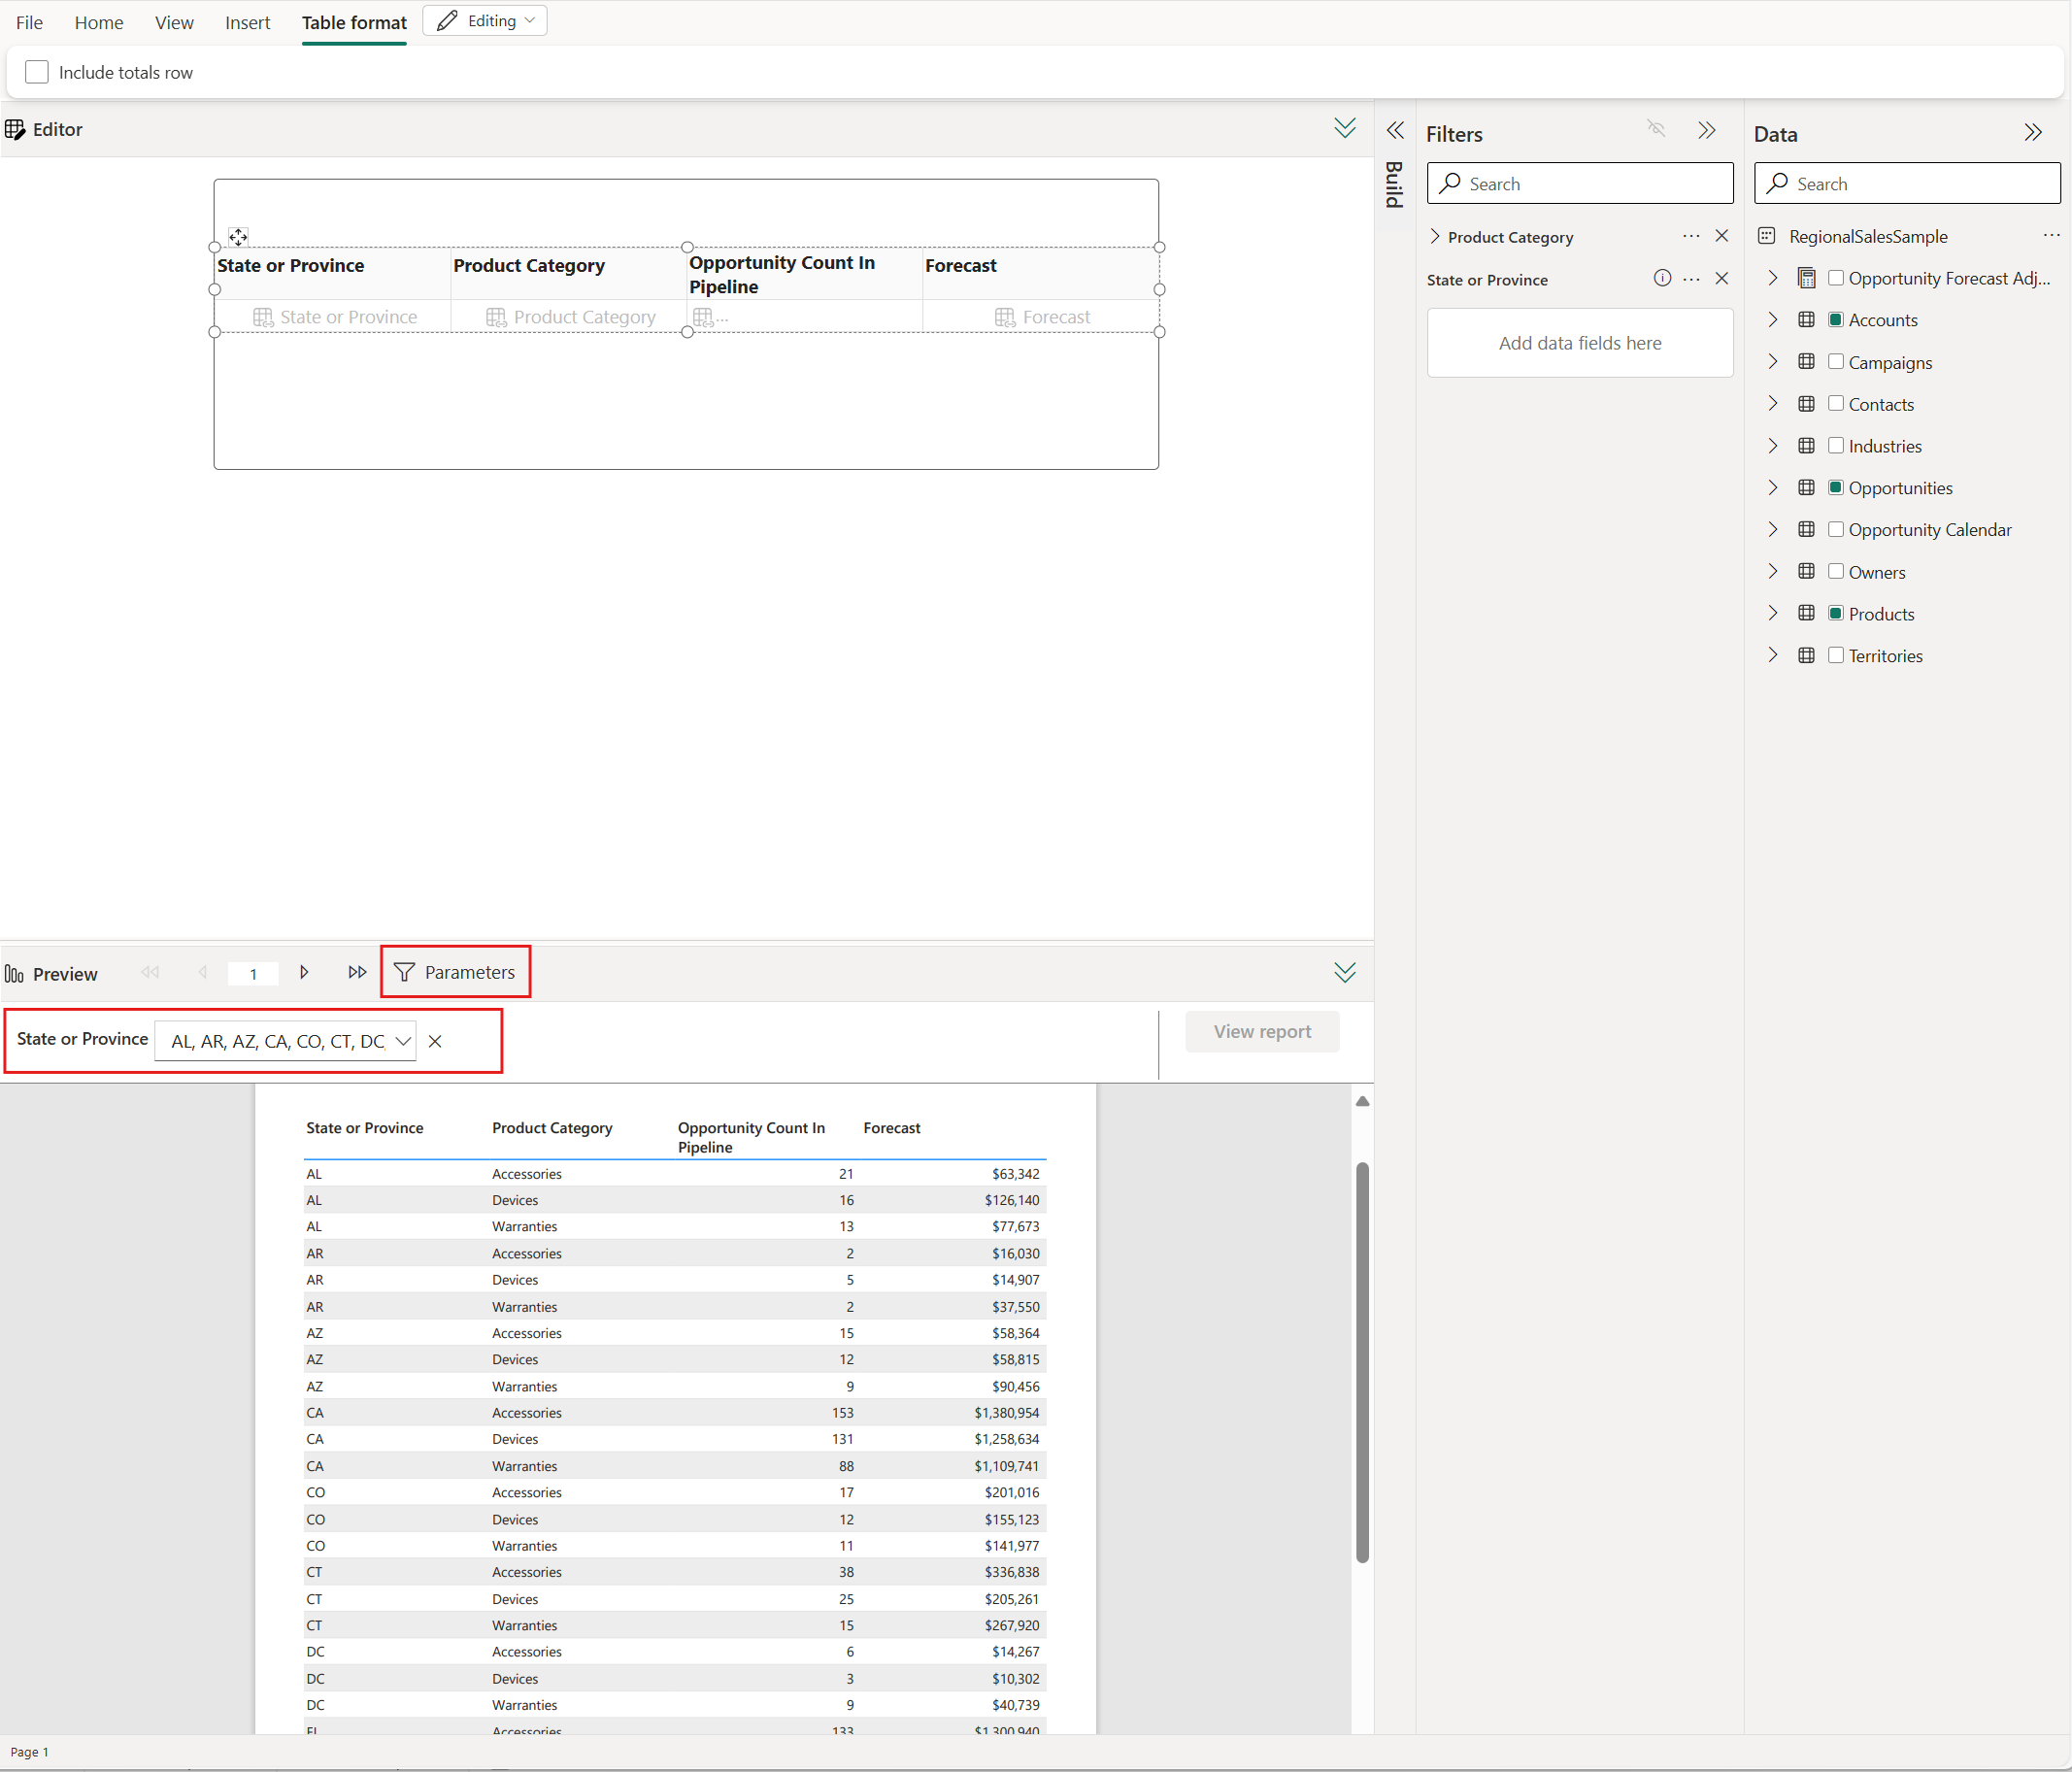 File Home View Insert Table format Editing
Include totals row
Editor
State or Province Product Category Opportunity Count In Pipeline Forecast
State or Province Product Category ... Forecast
Build
Filters
Search
Product Category
State or Province
Add data fields here
Data
Search
RegionalSalesSample
Opportunity Forecast Adj...
Accounts
Campaigns
Contacts
Industries
Opportunities
Opportunity Calendar
Owners
Products
Territories
Preview 1 Parameters
State or Province AL, AR, AZ, CA, CO, CT, DC, View report
State or Province Product Category Opportunity Count In Pipeline Forecast
AL Accessories 21 $63,342
AL Devices 16 $126,140
AL Warranties 13 $77,673
AR Accessories 2 $16,030
AR Devices 5 $14,907
AR Warranties 2 $37,550
AZ Accessories 15 $58,364
AZ Devices 12 $58,815
AZ Warranties 9 $90,456
CA Accessories 153 $1,380,954
CA Devices 131 $1,258,634
CA Warranties 88 $1,109,741
CO Accessories 17 $201,016
CO Devices 12 $155,123
CO Warranties 11 $141,977
CT Accessories 38 $336,838
CT Devices 25 $205,261
CT Warranties 15 $267,920
DC Accessories 6 $14,267
DC Devices 3 $10,302
DC Warranties 9 $40,739
FL Accessories 133 $1,300,940
Page 1